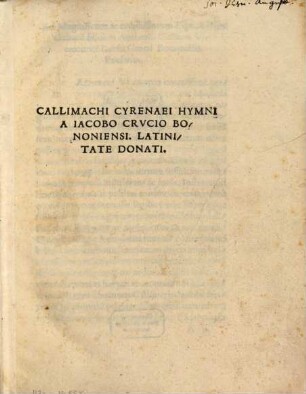 CALLIMACHI CYRENAEI HYMNI
A IACOBO CRVCIO BO/
NONIENSI. LATINI/
TATE DONATI.